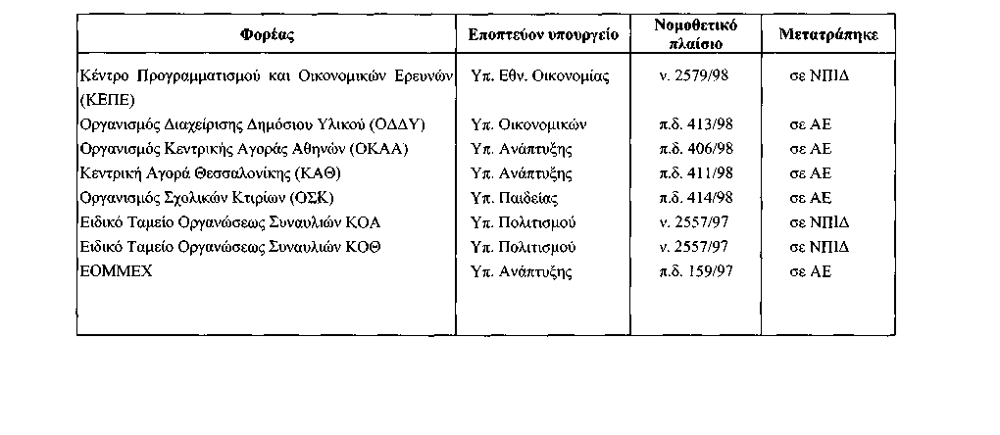 Φορέας Εποπτεύον υπουργείο Νομοθετικό πλαίσιο Μετατράπηκε
Κέντρο Προγραμματισμού και Οικονομικών Ερευνών Υπ. Εθν. Οικονομίας ν. 2579/98 σε ΝΠΙΔ
(ΚΕΠΕ)
Οργανισμός Διαχείρισης Δημόσιου Υλικού (ΟΔΔΥ) Υπ. Οικονομικών π.δ. 413/98 σε ΑΕ
Οργανισμός Κεντρικής Αγοράς Αθηνών (ΟΚΑΑ) Υπ. Ανάπτυξης π.δ. 406/98 σε ΑΕ
Κεντρική Αγορά Θεσσαλονίκης (ΚΑΘ) Υπ. Ανάπτυξης π.δ. 411/98 σε ΑΕ
Οργανισμός Σχολικών Κτιρίων (ΟΣΚ) Υπ. Παιδείας π.δ. 414/98 σε ΑΕ
Ειδικό Ταμείο Οργανώσεως Συναυλιών ΚΟΑ Υπ. Πολιτισμού ν. 2557/97 σε ΝΠΙΔ
Ειδικό Ταμείο Οργανώσεως Συναυλιών ΚΟΘ Υπ. Πολιτισμού ν. 2557/97 σε ΝΠΙΔ
ΕΟΜΜΕΧ Υπ. Ανάπτυξης π.δ. 159/97 σε ΑΕ